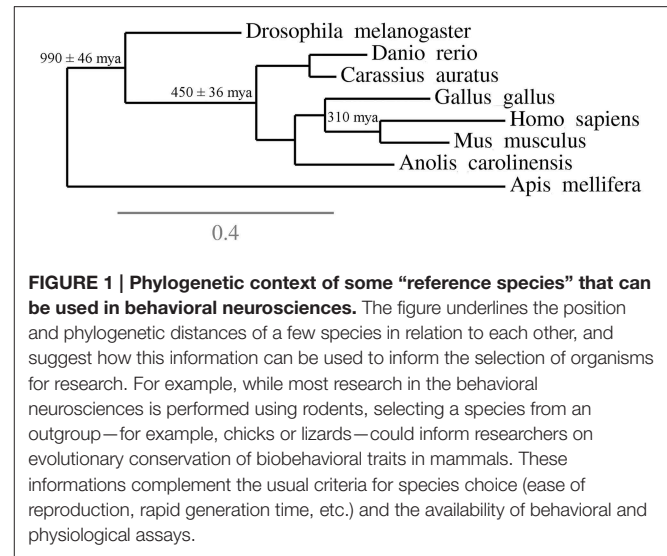 Drosophila melanogaster
990 ± 46 mya
Danio rerio
450 ± 36 mya
Carassius auratus
Gallus gallus
310 mya
Homo sapiens
Mus musculus
Anolis carolinensis
Apis mellifera
0.4
FIGURE 1 | Phylogenetic context of some “reference species” that can
be used in behavioral neurosciences. The figure underlines the position
and phylogenetic distances of a few species in relation to each other, and
suggest how this information can be used to inform the selection of organisms
for research. For example, while most research in the behavioral
neurosciences is performed using rodents, selecting a species from an
outgroup—for example, chicks or lizards—could inform researchers on
evolutionary conservation of biobehavioral traits in mammals. These
informations complement the usual criteria for species choice (ease of
reproduction, rapid generation time, etc.) and the availability of behavioral and
physiological assays.